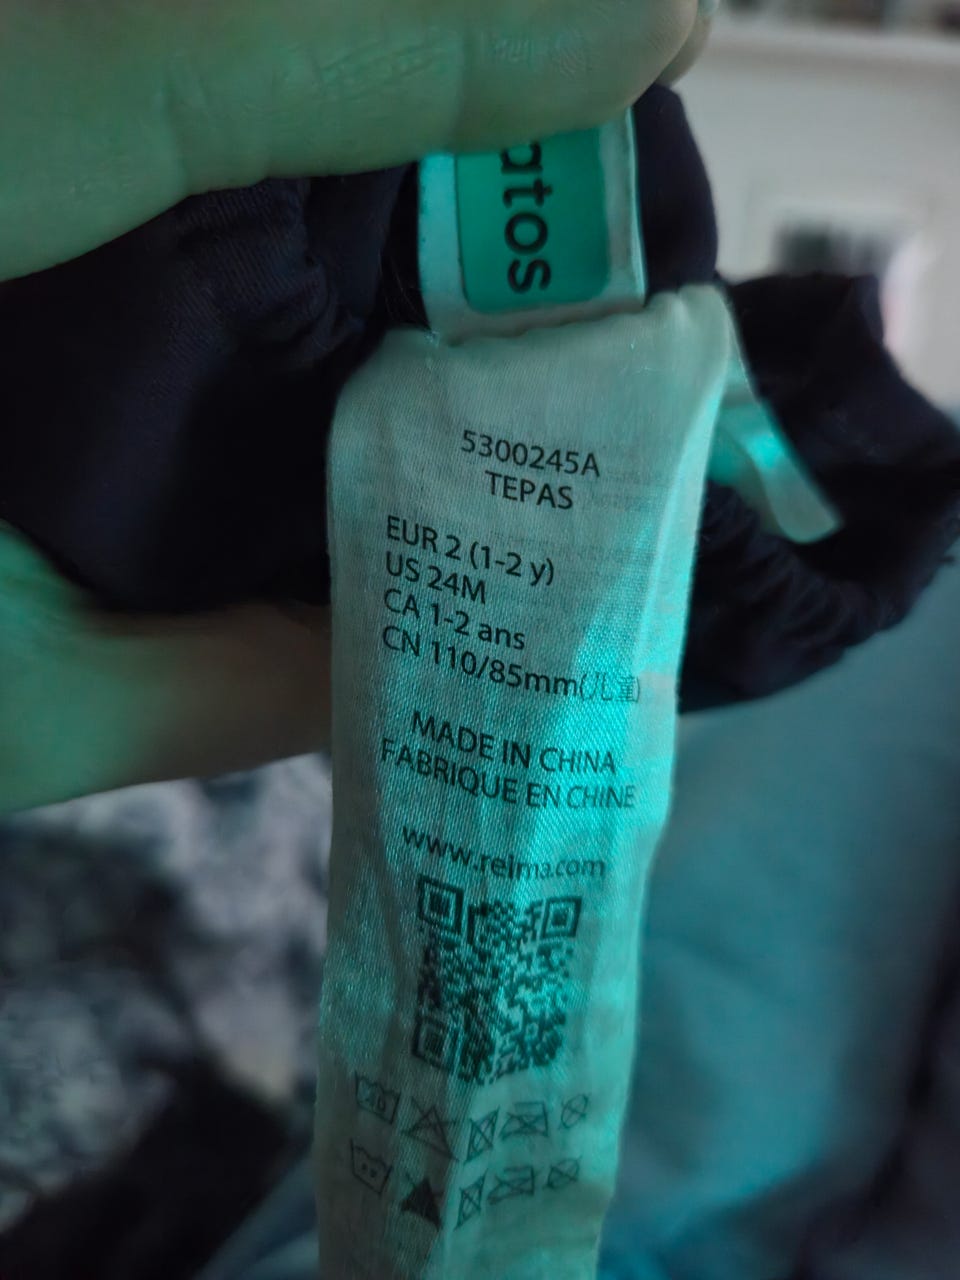 atos
5300245A
TEPAS
EUR 2 (1-2 y)
US 24M
CA 1-2 ans
CN 110/85mm(儿童)
MADE IN CHINA
FABRIQUE EN CHINE
www.reima.com